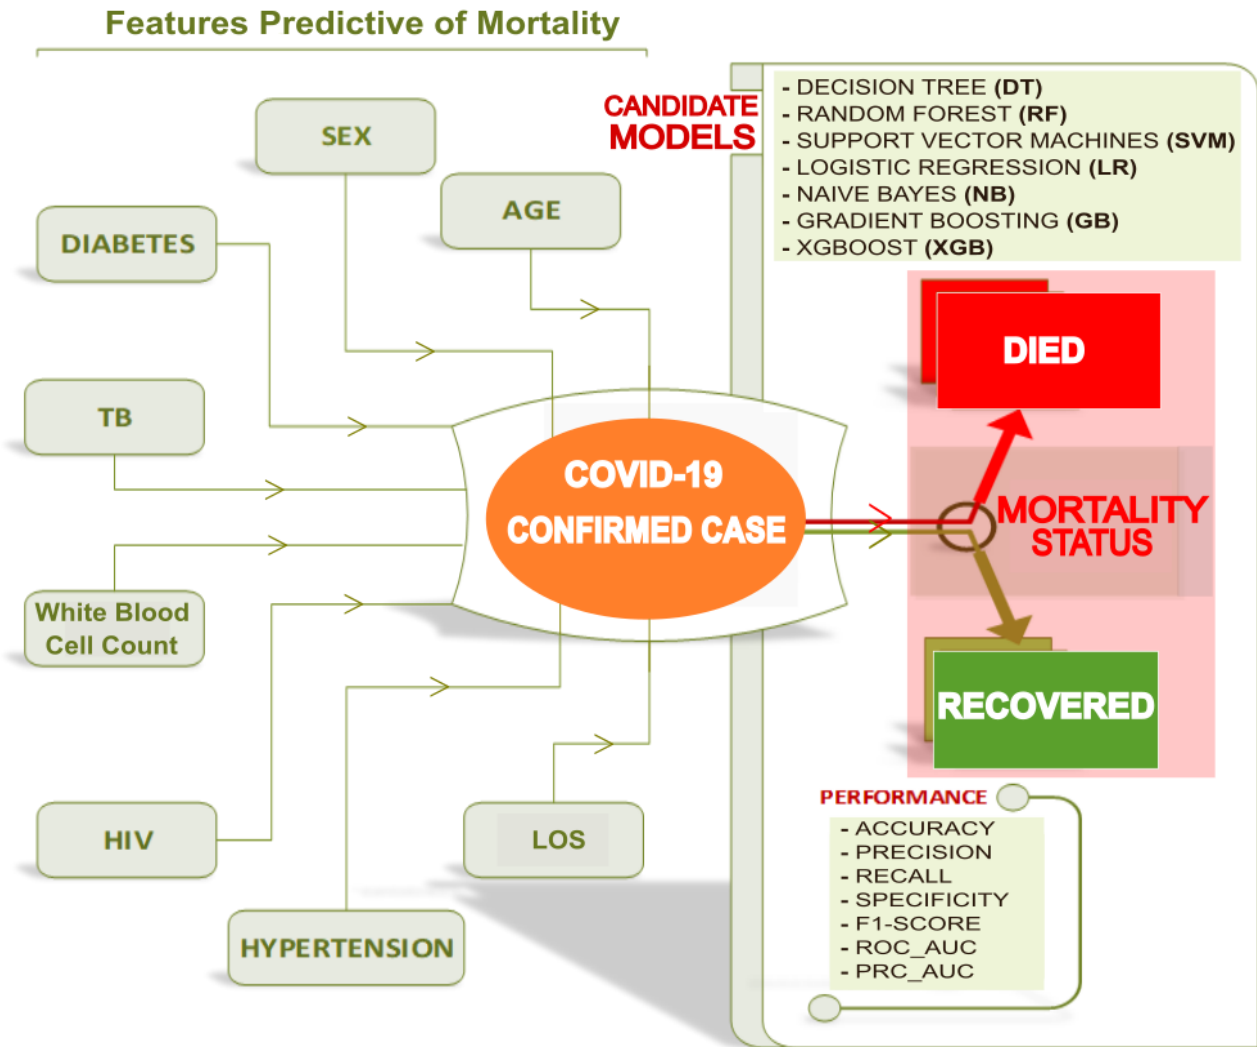 Features Predictive of Mortality
SEX
AGE
DIABETES
TB
White Blood
Cell Count
HIV
HYPERTENSION
LOS
COVID-19
CONFIRMED CASE
CANDIDATE
MODELS
- DECISION TREE (DT)
- RANDOM FOREST (RF)
- SUPPORT VECTOR MACHINES (SVM)
- LOGISTIC REGRESSION (LR)
- NAIVE BAYES (NB)
- GRADIENT BOOSTING (GB)
- XGBOOST (XGB)
DIED
MORTALITY
STATUS
RECOVERED
PERFORMANCE
- ACCURACY
- PRECISION
- RECALL
- SPECIFICITY
- F1-SCORE
- ROC_AUC
- PRC_AUC